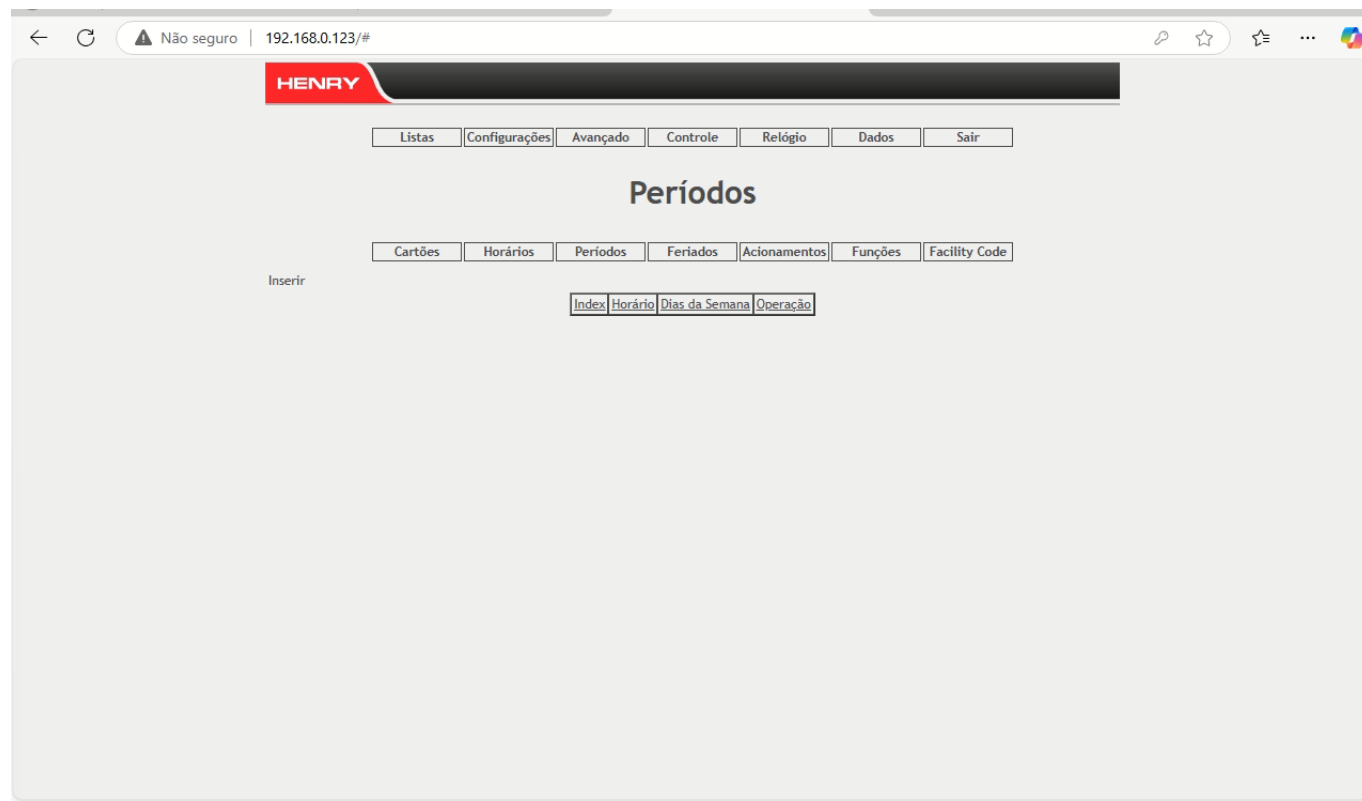 Não seguro | 192.168.0.123/#
HENRY
Listas Configurações Avançado Controle Relógio Dados Sair
Períodos
Cartões Horários Períodos Feriados Acionamentos Funções Facility Code
Inserir
Index Horário Dias da Semana Operação